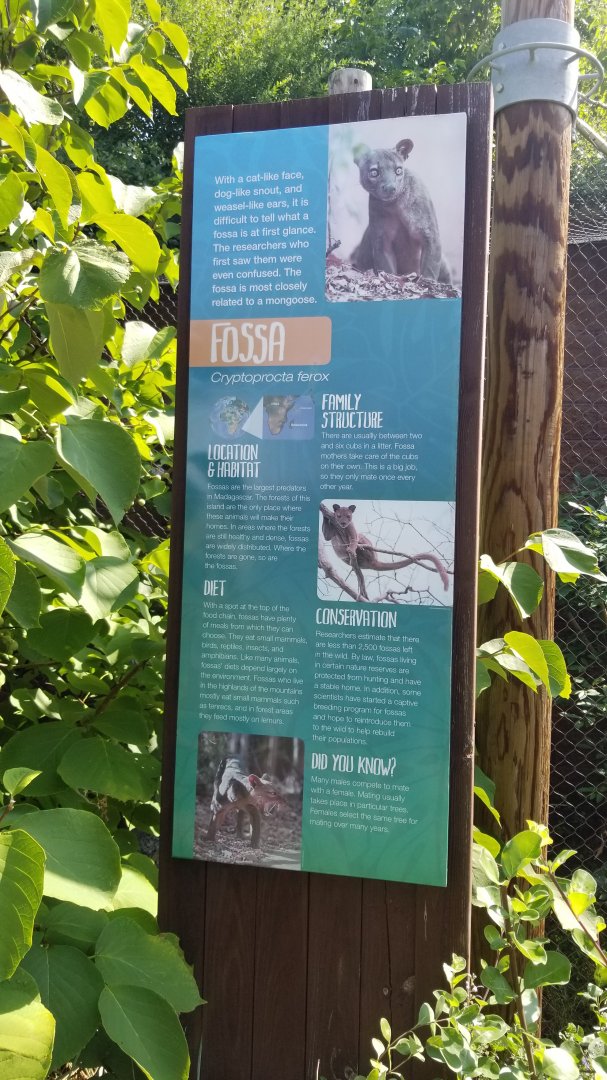 With a cat-like face,
dog-like snout, and
weasel-like ears, it is
difficult to tell what a
fossa is at first glance.
The researchers who
first saw them were
even confused. The
fossa is most closely
related to a mongoose.
FOSSA
Cryptoprocta ferox
LOCATION
& HABITAT
Fossas are the largest predators
in Madagascar. The forests of this
island are the only place where
these animals will make their
homes. In areas where the forests
are still healthy and dense, fossas
are widely distributed. Where the
forests are gone, so are
the fossas.
DIET
With a spot at the top of the
food chain, fossas have plenty
of meals from which they can
choose. They eat small mammals,
birds, reptiles, insects, and
amphibians. Like many animals,
fossas' diets depend largely on
the environment. Fossas who live
in the highlands of the mountains
mostly eat small mammals such
as tenrecs, and in forest areas
they feed mostly on lemurs.
FAMILY
STRUCTURE
There are usually between two
and six cubs in a litter. Fossa
mothers take care of the cubs
on their own. This is a big job,
so they only mate once every
other year.
CONSERVATION
Researchers estimate that there
are less than 2,500 fossas left
in the wild. By law, fossas living
in certain nature reserves are
protected from hunting and have
a stable home. In addition, some
scientists have started a captive
breeding program for fossas
and hope to reintroduce them
to the wild to help rebuild
their populations.
DID YOU KNOW?
Many males compete to mate
with a female. Mating usually
takes place in particular trees.
Females select the same tree for
mating over many years.